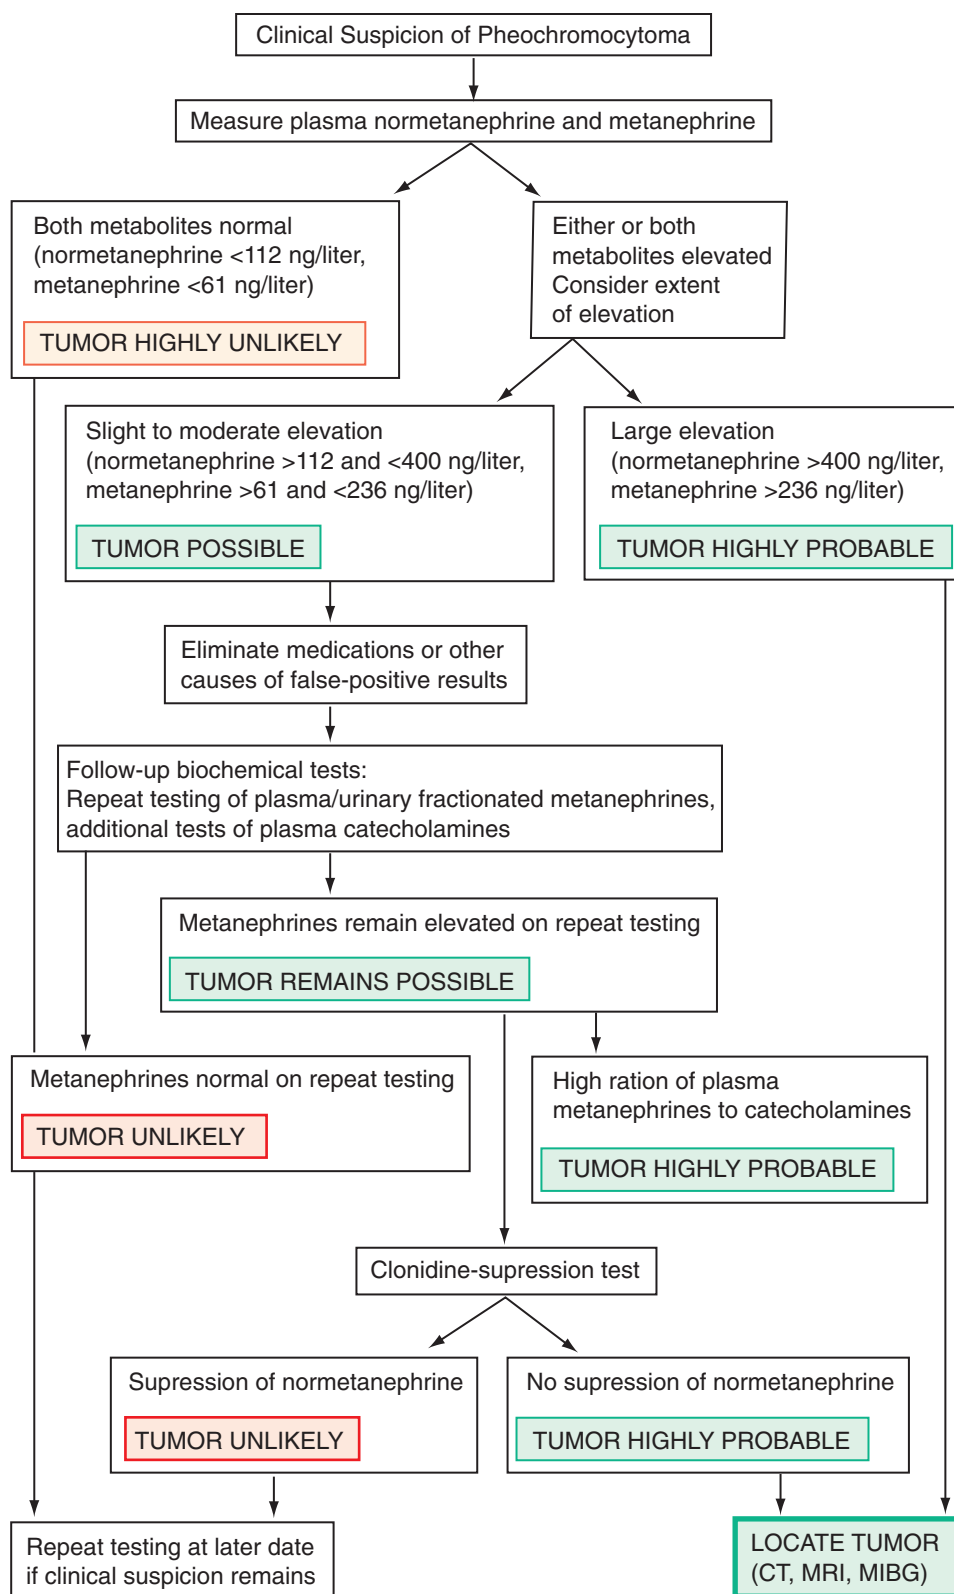 Clinical Suspicion of Pheochromocytoma
Measure plasma normetanephrine and metanephrine
Both metabolites normal
(normetanephrine <112 ng/liter,
metanephrine <61 ng/liter)
TUMOR HIGHLY UNLIKELY
Either or both
metabolites elevated
Consider extent
of elevation
Slight to moderate elevation
(normetanephrine >112 and <400 ng/liter,
metanephrine >61 and <236 ng/liter)
TUMOR POSSIBLE
Large elevation
(normetanephrine >400 ng/liter,
metanephrine >236 ng/liter)
TUMOR HIGHLY PROBABLE
Eliminate medications or other
causes of false-positive results
Follow-up biochemical tests:
Repeat testing of plasma/urinary fractionated metanephrines,
additional tests of plasma catecholamines
Metanephrines remain elevated on repeat testing
TUMOR REMAINS POSSIBLE
Metanephrines normal on repeat testing
TUMOR UNLIKELY
High ration of plasma
metanephrines to catecholamines
TUMOR HIGHLY PROBABLE
Clonidine-supression test
Supression of normetanephrine
TUMOR UNLIKELY
No supression of normetanephrine
TUMOR HIGHLY PROBABLE
Repeat testing at later date
if clinical suspicion remains
LOCATE TUMOR
(CT, MRI, MIBG)